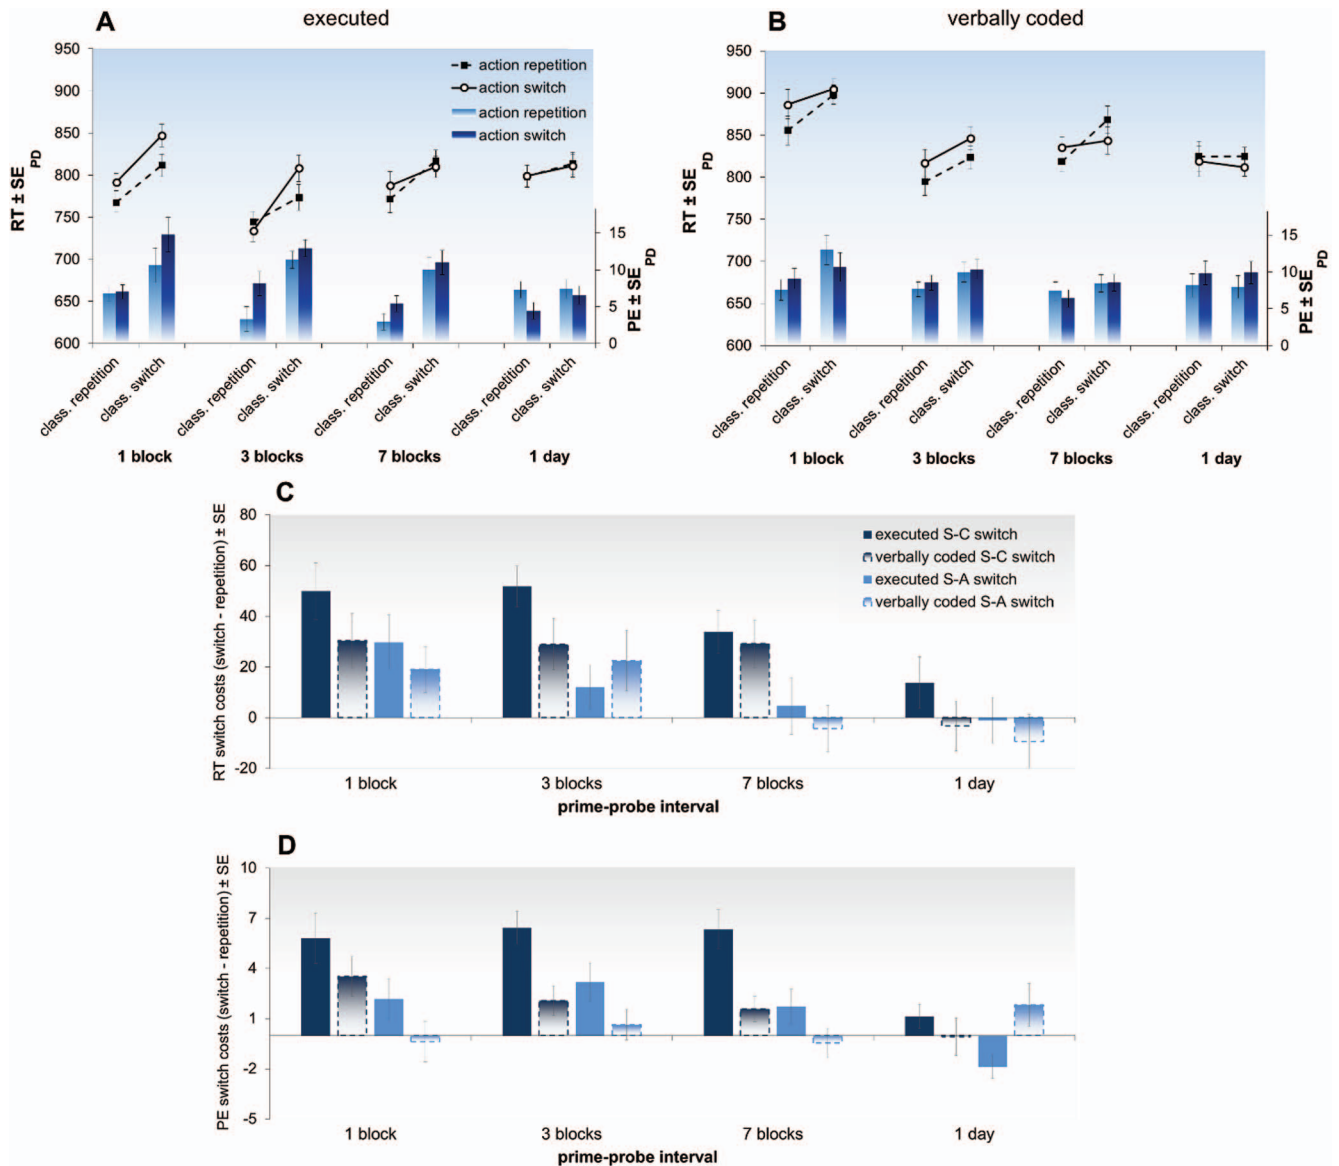 A executed
950
900
850
800
750
700
650
600
RT ± SE PD
action repetition
action switch
action repetition
action switch
15
10
5
0
PE ± SE PD
class. repetition
class. switch
class. repetition
class. switch
class. repetition
class. switch
class. repetition
class. switch
1 block 3 blocks 7 blocks 1 day
B verbally coded
950
900
850
800
750
700
650
600
RT ± SE PD
15
10
5
0
PE ± SE PD
class. repetition
class. switch
class. repetition
class. switch
class. repetition
class. switch
class. repetition
class. switch
1 block 3 blocks 7 blocks 1 day
C
80
60
40
20
0
-20
RT switch costs (switch - repetition) ± SE
executed S-C switch
verbally coded S-C switch
executed S-A switch
verbally coded S-A switch
1 block 3 blocks 7 blocks 1 day
prime-probe interval
D
10
7
4
1
-2
-5
PE switch costs (switch - repetition) ± SE
1 block 3 blocks 7 blocks 1 day
prime-probe interval